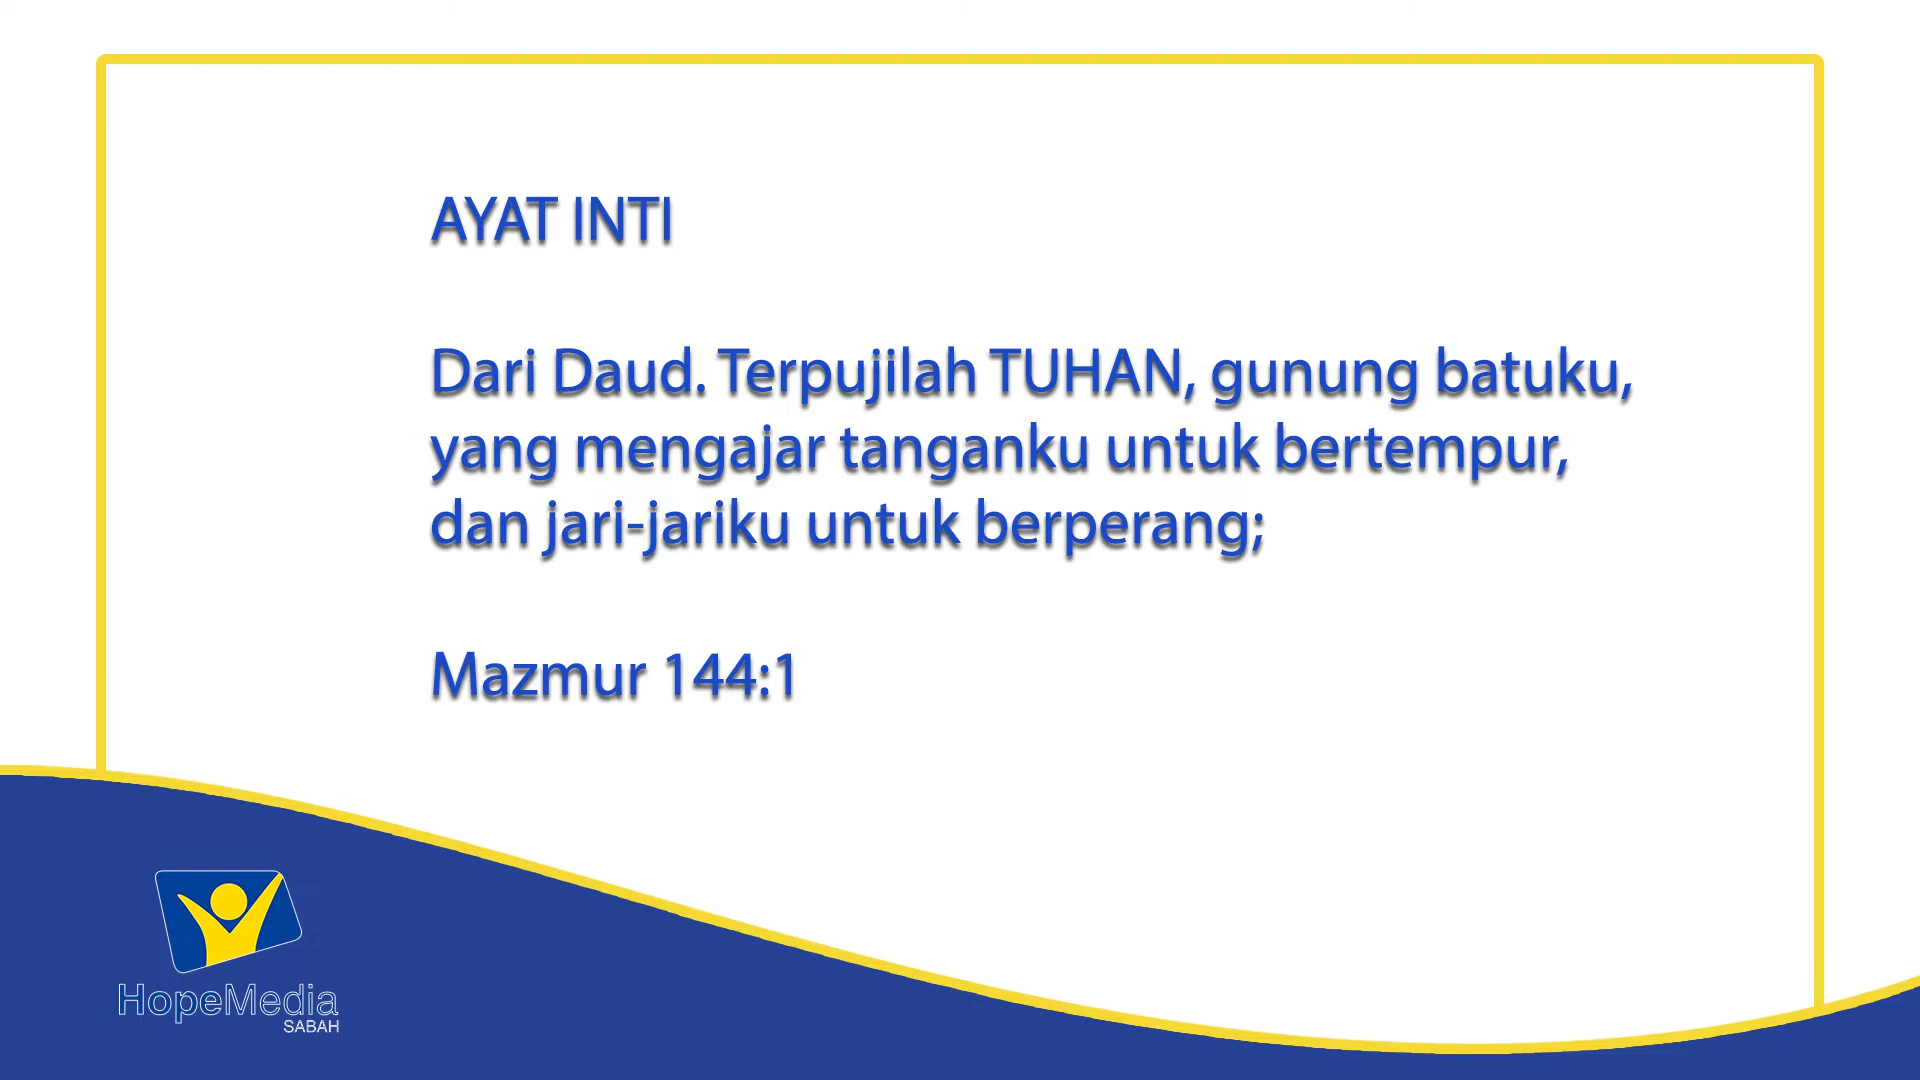 AYAT INTI
Dari Daud. Terpujilah TUHAN, gunung batuku,
yang mengajar tanganku untuk bertempur,
dan jari-jariku untuk berperang;
Mazmur 144:1
HopeMedia
SABAH